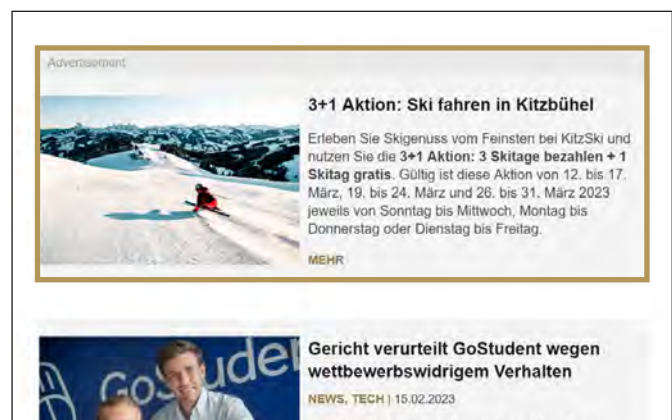 Advertisement
3+1 Aktion: Ski fahren in Kitzbühel
Erleben Sie Skigenuss vom Feinsten bei KitzSki und
nutzen Sie die 3+1 Aktion: 3 Skitage bezahlen + 1
Skitag gratis. Gültig ist diese Aktion von 12. bis 17.
März, 19. bis 24. März und 26. bis 31. März 2023
jeweils von Sonntag bis Mittwoch, Montag bis
Donnerstag oder Dienstag bis Freitag.
MEHR
GoStuden
Gericht verurteilt GoStudent wegen
wettbewerbswidrigem Verhalten
NEWS, TECH | 15.02.2023